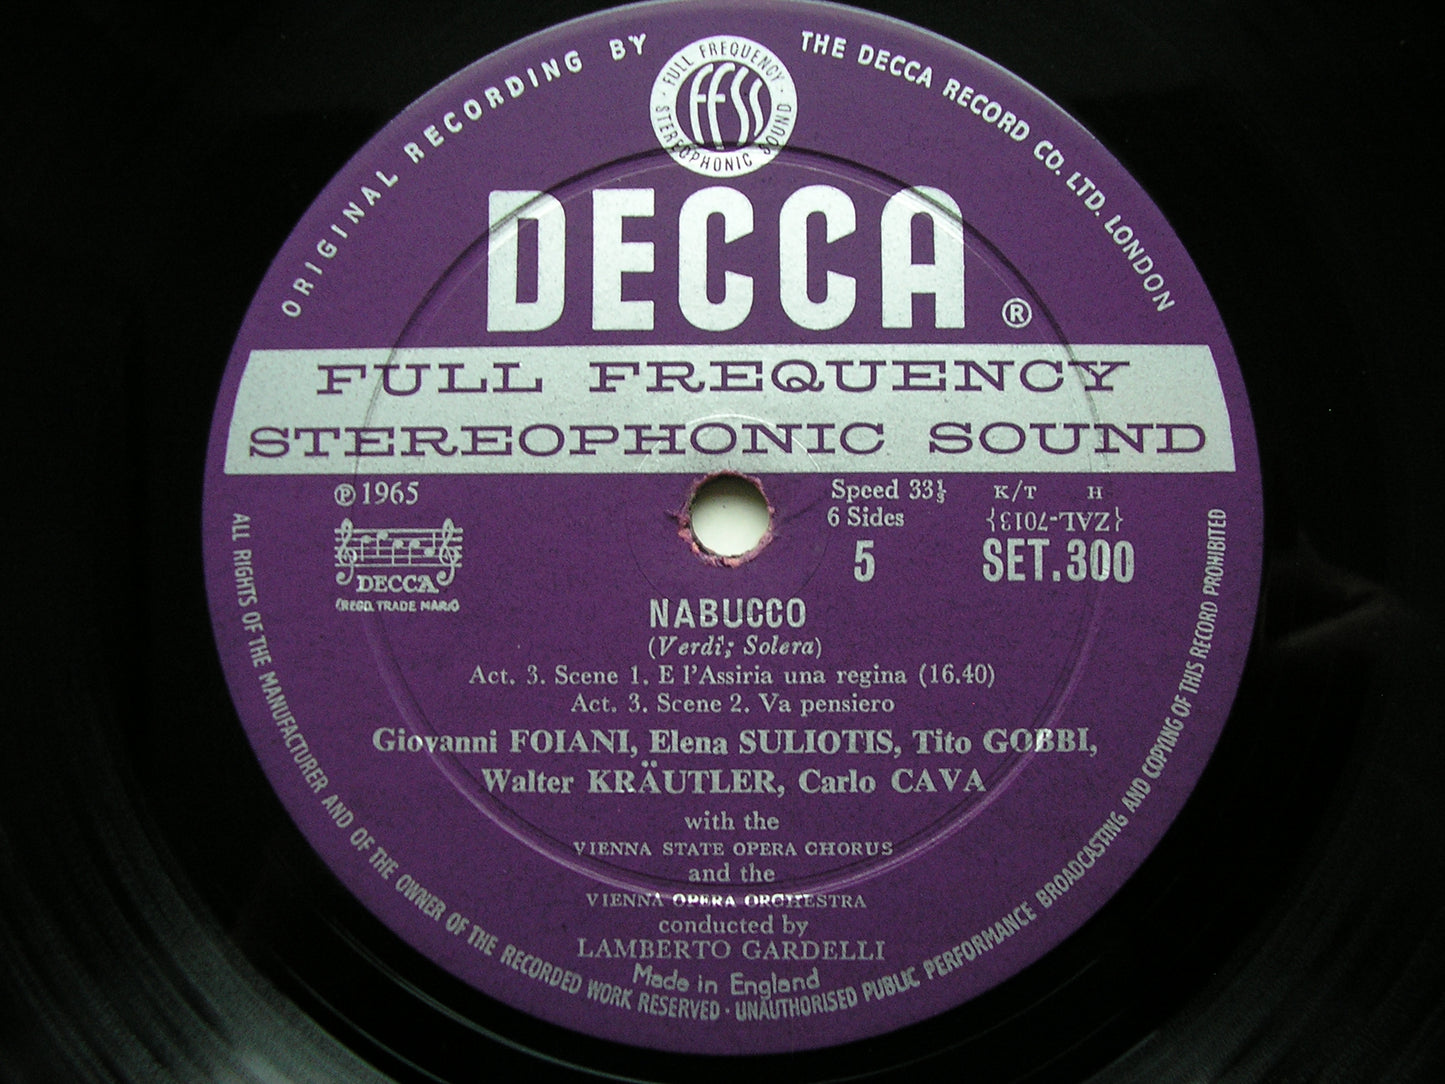 ORIGINAL RECORDING BY THE DECCA RECORD CO. LTD. LONDON
FULL FREQUENCY STEREOPHONIC SOUND
FFSS
DECCA ®
FULL FREQUENCY
STEREOPHONIC SOUND
℗ 1965
DECCA
(REGD. TRADE MARK)
Speed 33⅓ K/T H
6 Sides {ZAL-7013}
5 SET.300
NABUCCO
(Verdi; Solera)
Act. 3. Scene 1. E l'Assiria una regina (16.40)
Act. 3. Scene 2. Va pensiero
Giovanni FOIANI, Elena SULIOTIS, Tito GOBBI,
Walter KRÄUTLER, Carlo CAVA
with the
VIENNA STATE OPERA CHORUS
and the
VIENNA OPERA ORCHESTRA
conducted by
LAMBERTO GARDELLI
Made in England
ALL RIGHTS OF THE MANUFACTURER AND OF THE OWNER OF THE RECORDED WORK RESERVED · UNAUTHORISED PUBLIC PERFORMANCE BROADCASTING AND COPYING OF THIS RECORD PROHIBITED